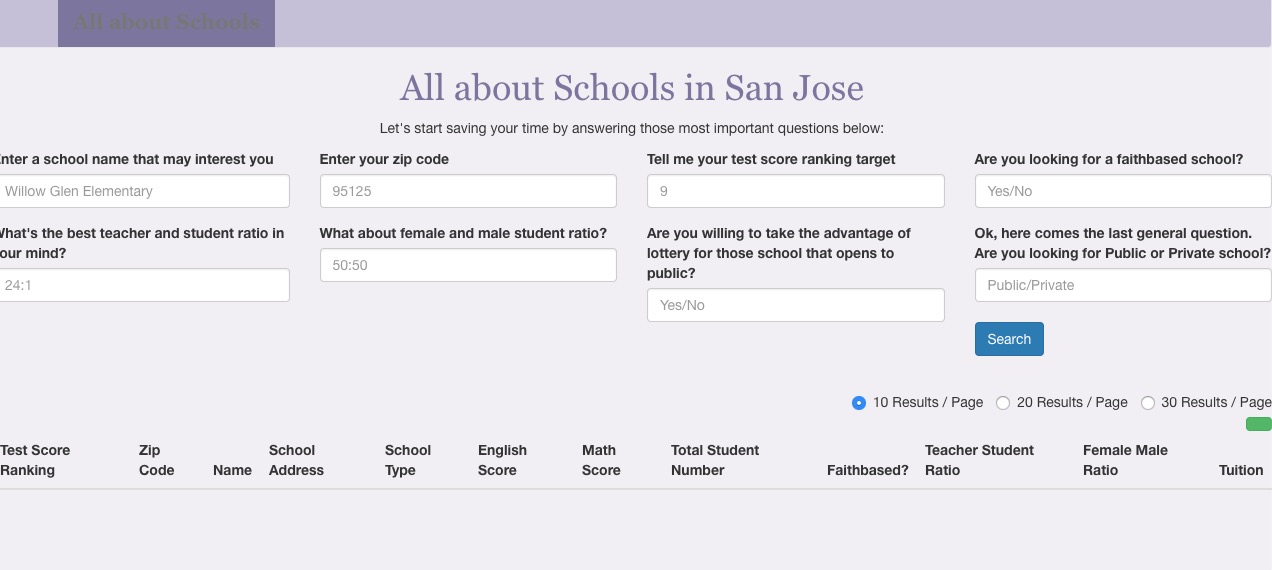 All about Schools
All about Schools in San Jose
Let's start saving your time by answering those most important questions below:
nter a school name that may interest you
Enter your zip code
Tell me your test score ranking target
Are you looking for a faithbased school?
Willow Glen Elementary
95125
9
Yes/No
hat's the best teacher and student ratio in
our mind?
24:1
What about female and male student ratio?
50:50
Are you willing to take the advantage of
lottery for those school that opens to
public?
Yes/No
Ok, here comes the last general question.
Are you looking for Public or Private school?
Public/Private
Search
10 Results / Page
20 Results / Page
30 Results / Page
Test Score
Ranking
Zip
Code
Name
School
Address
School
Type
English
Score
Math
Score
Total Student
Number
Faithbased?
Teacher Student
Ratio
Female Male
Ratio
Tuition